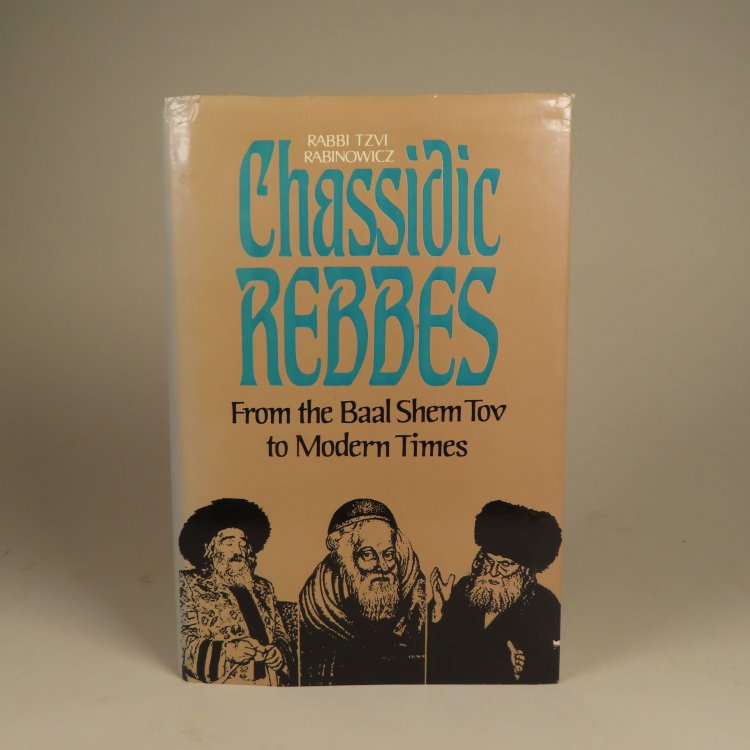 RABBI TZVI
RABINOWICZ
Chassidic
REBBES
From the Baal Shem Tov
to Modern Times